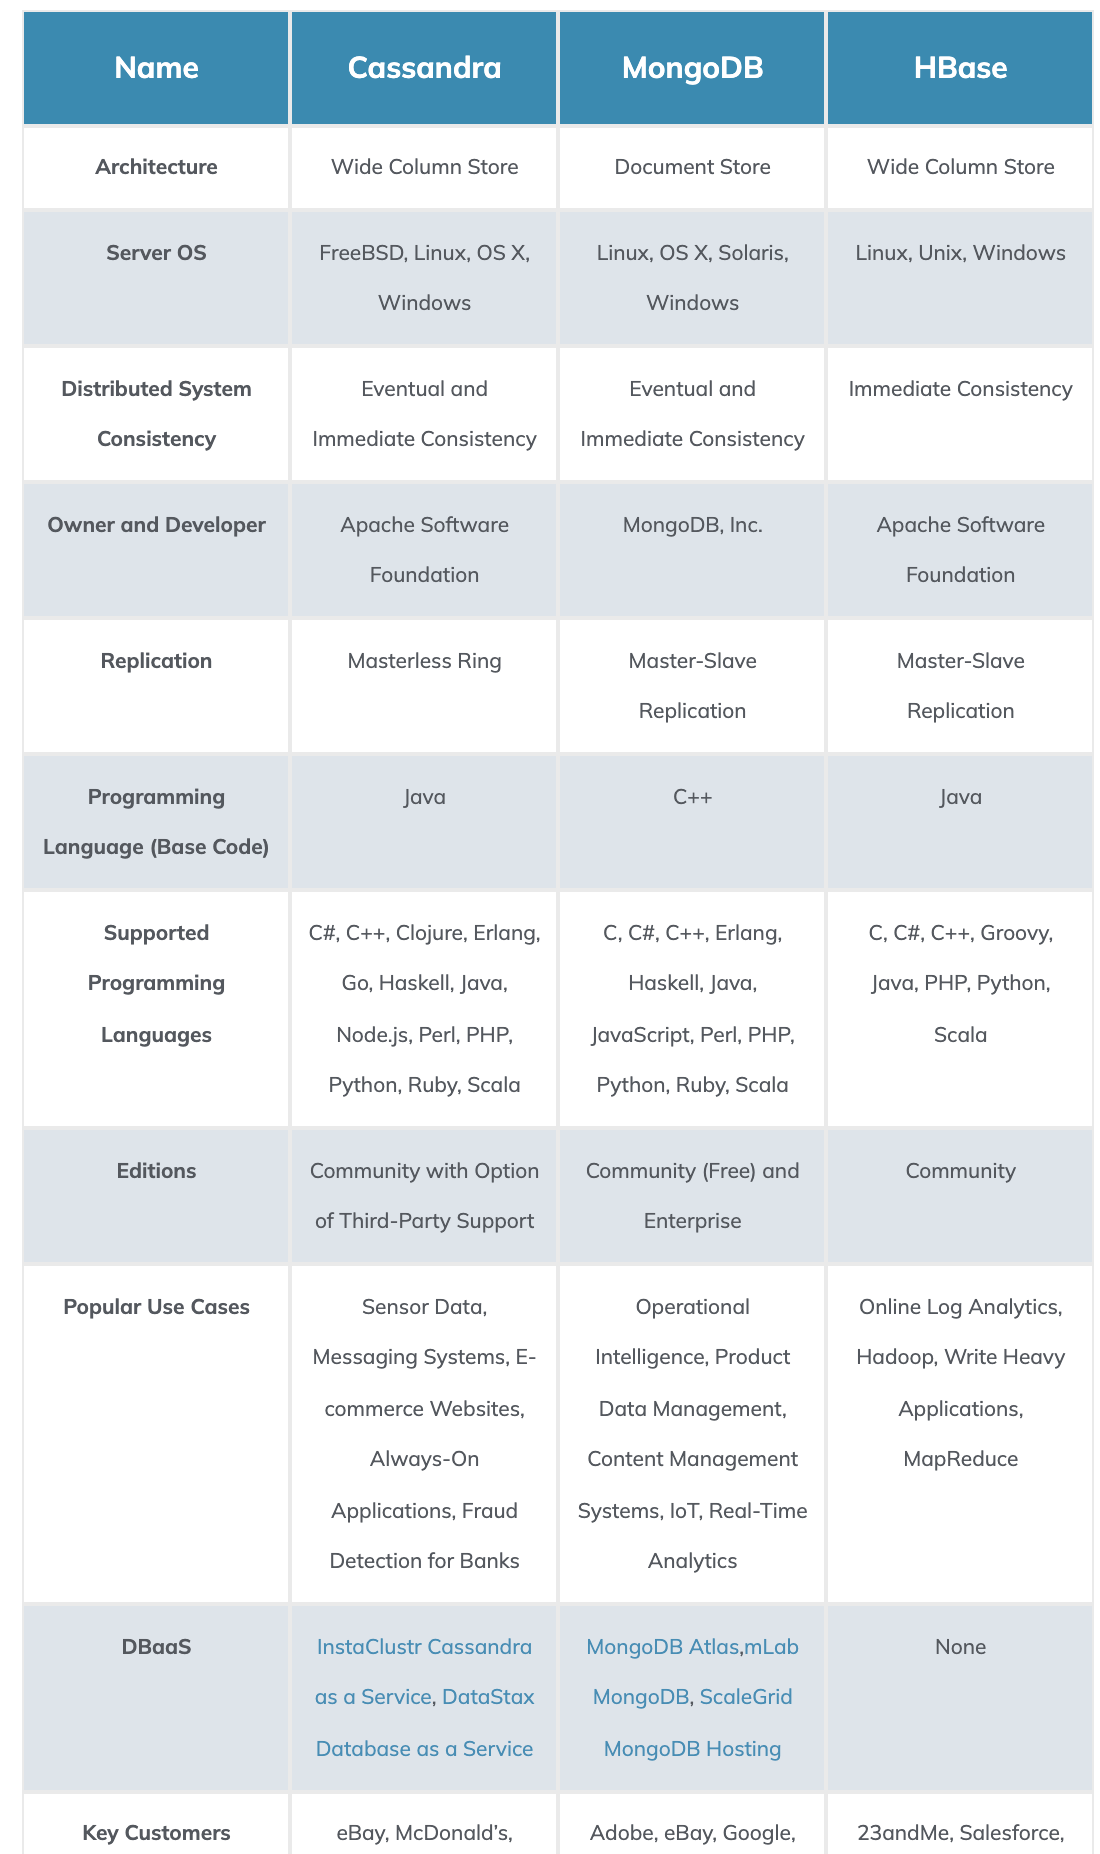 Name Cassandra MongoDB HBase
Architecture Wide Column Store Document Store Wide Column Store
Server OS FreeBSD, Linux, OS X, Linux, OS X, Solaris, Linux, Unix, Windows
Windows Windows
Distributed System Eventual and Eventual and Immediate Consistency
Consistency Immediate Consistency Immediate Consistency
Owner and Developer Apache Software MongoDB, Inc. Apache Software
Foundation Foundation
Replication Masterless Ring Master-Slave Master-Slave
Replication Replication
Programming Java C++ Java
Language (Base Code)
Supported C#, C++, Clojure, Erlang, C, C#, C++, Erlang, C, C#, C++, Groovy,
Programming Go, Haskell, Java, Haskell, Java, Java, PHP, Python,
Languages Node.js, Perl, PHP, JavaScript, Perl, PHP, Scala
Python, Ruby, Scala Python, Ruby, Scala
Editions Community with Option Community (Free) and Community
of Third-Party Support Enterprise
Popular Use Cases Sensor Data, Operational Online Log Analytics,
Messaging Systems, E- Intelligence, Product Hadoop, Write Heavy
commerce Websites, Data Management, Applications,
Always-On Content Management MapReduce
Applications, Fraud Systems, IoT, Real-Time
Detection for Banks Analytics
DBaaS InstaClustr Cassandra MongoDB Atlas,mLab None
as a Service, DataStax MongoDB, ScaleGrid
Database as a Service MongoDB Hosting
Key Customers eBay, McDonald’s, Adobe, eBay, Google, 23andMe, Salesforce,